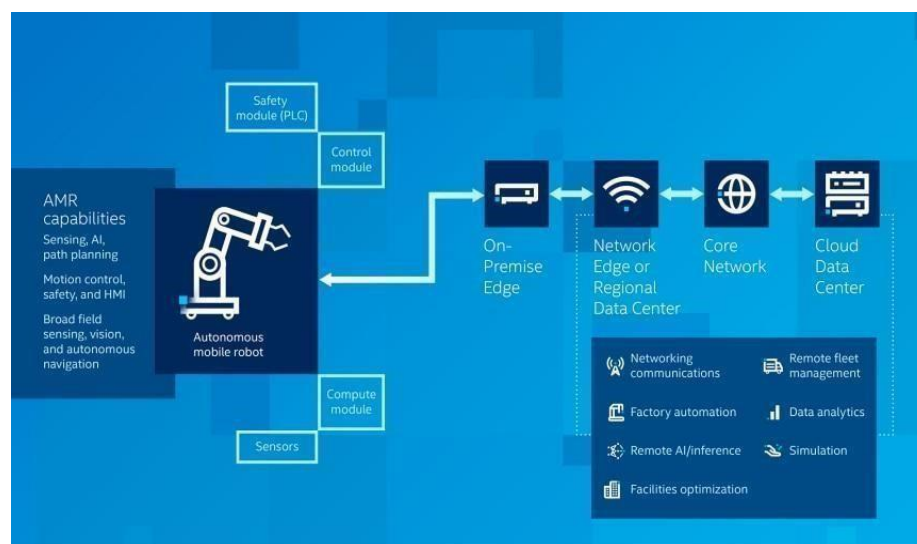 Safety
module (PLC)
Control
module
AMR
capabilities
Sensing, AI,
path planning
Motion control,
safety, and HMI
Broad field
sensing, vision,
and autonomous
navigation
Autonomous
mobile robot
Compute
module
Sensors
On-
Premise
Edge
Network
Edge or
Regional
Data Center
Core
Network
Cloud
Data
Center
Networking
communications
Remote fleet
management
Factory automation
Data analytics
Remote AI/inference
Simulation
Facilities optimization